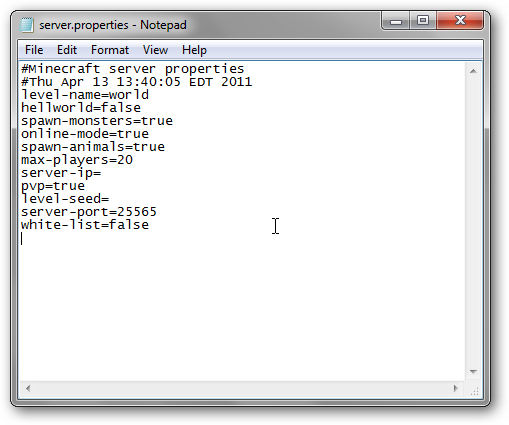 server.properties - Notepad
File Edit Format View Help
#Minecraft server properties
#Thu Apr 13 13:40:05 EDT 2011
level-name=world
hellworld=false
spawn-monsters=true
online-mode=true
spawn-animals=true
max-players=20
server-ip=
pvp=true
level-seed=
server-port=25565
white-list=false